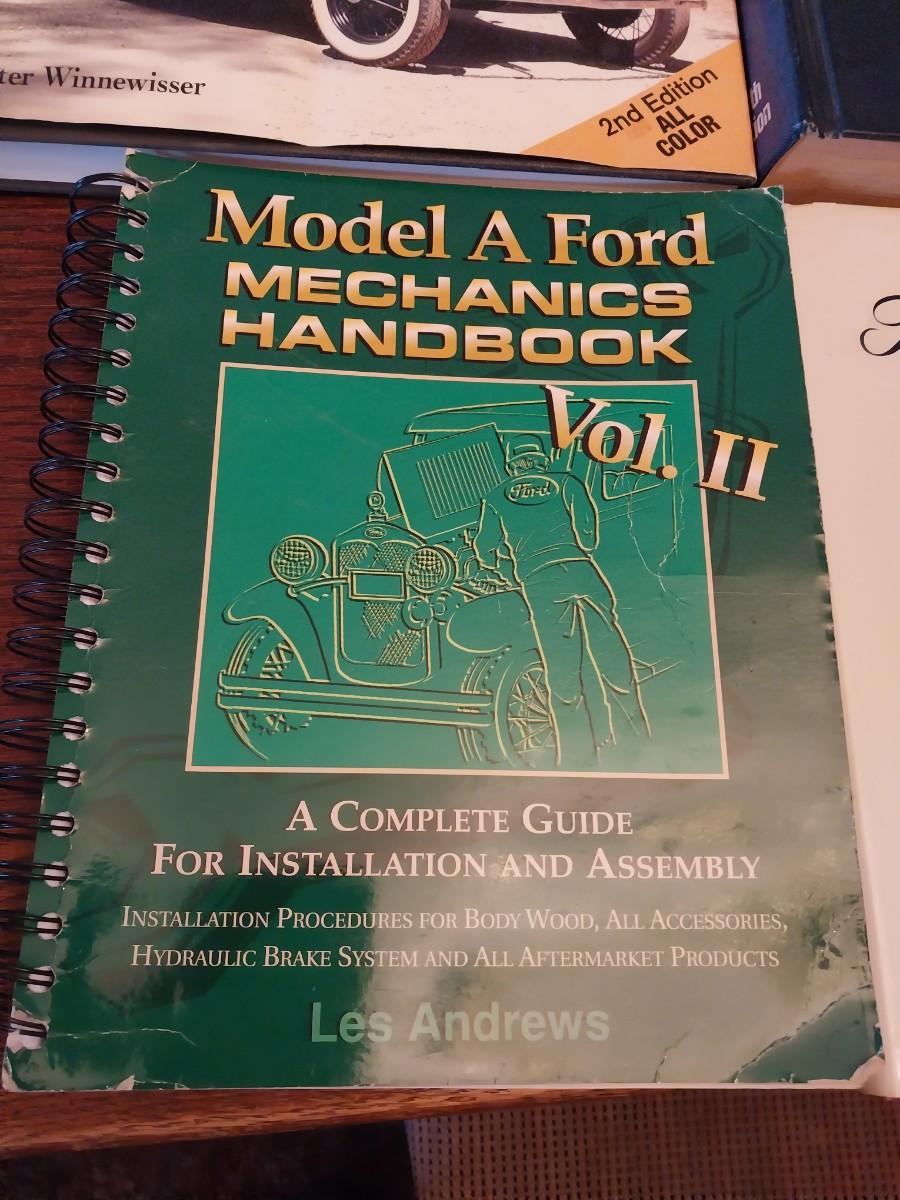 ter Winnewisser
2nd Edition
ALL
COLOR
Model A Ford
MECHANICS
HANDBOOK
Vol. II
Ford
A COMPLETE GUIDE
FOR INSTALLATION AND ASSEMBLY
INSTALLATION PROCEDURES FOR BODY WOOD, ALL ACCESSORIES,
HYDRAULIC BRAKE SYSTEM AND ALL AFTERMARKET PRODUCTS
Les Andrews